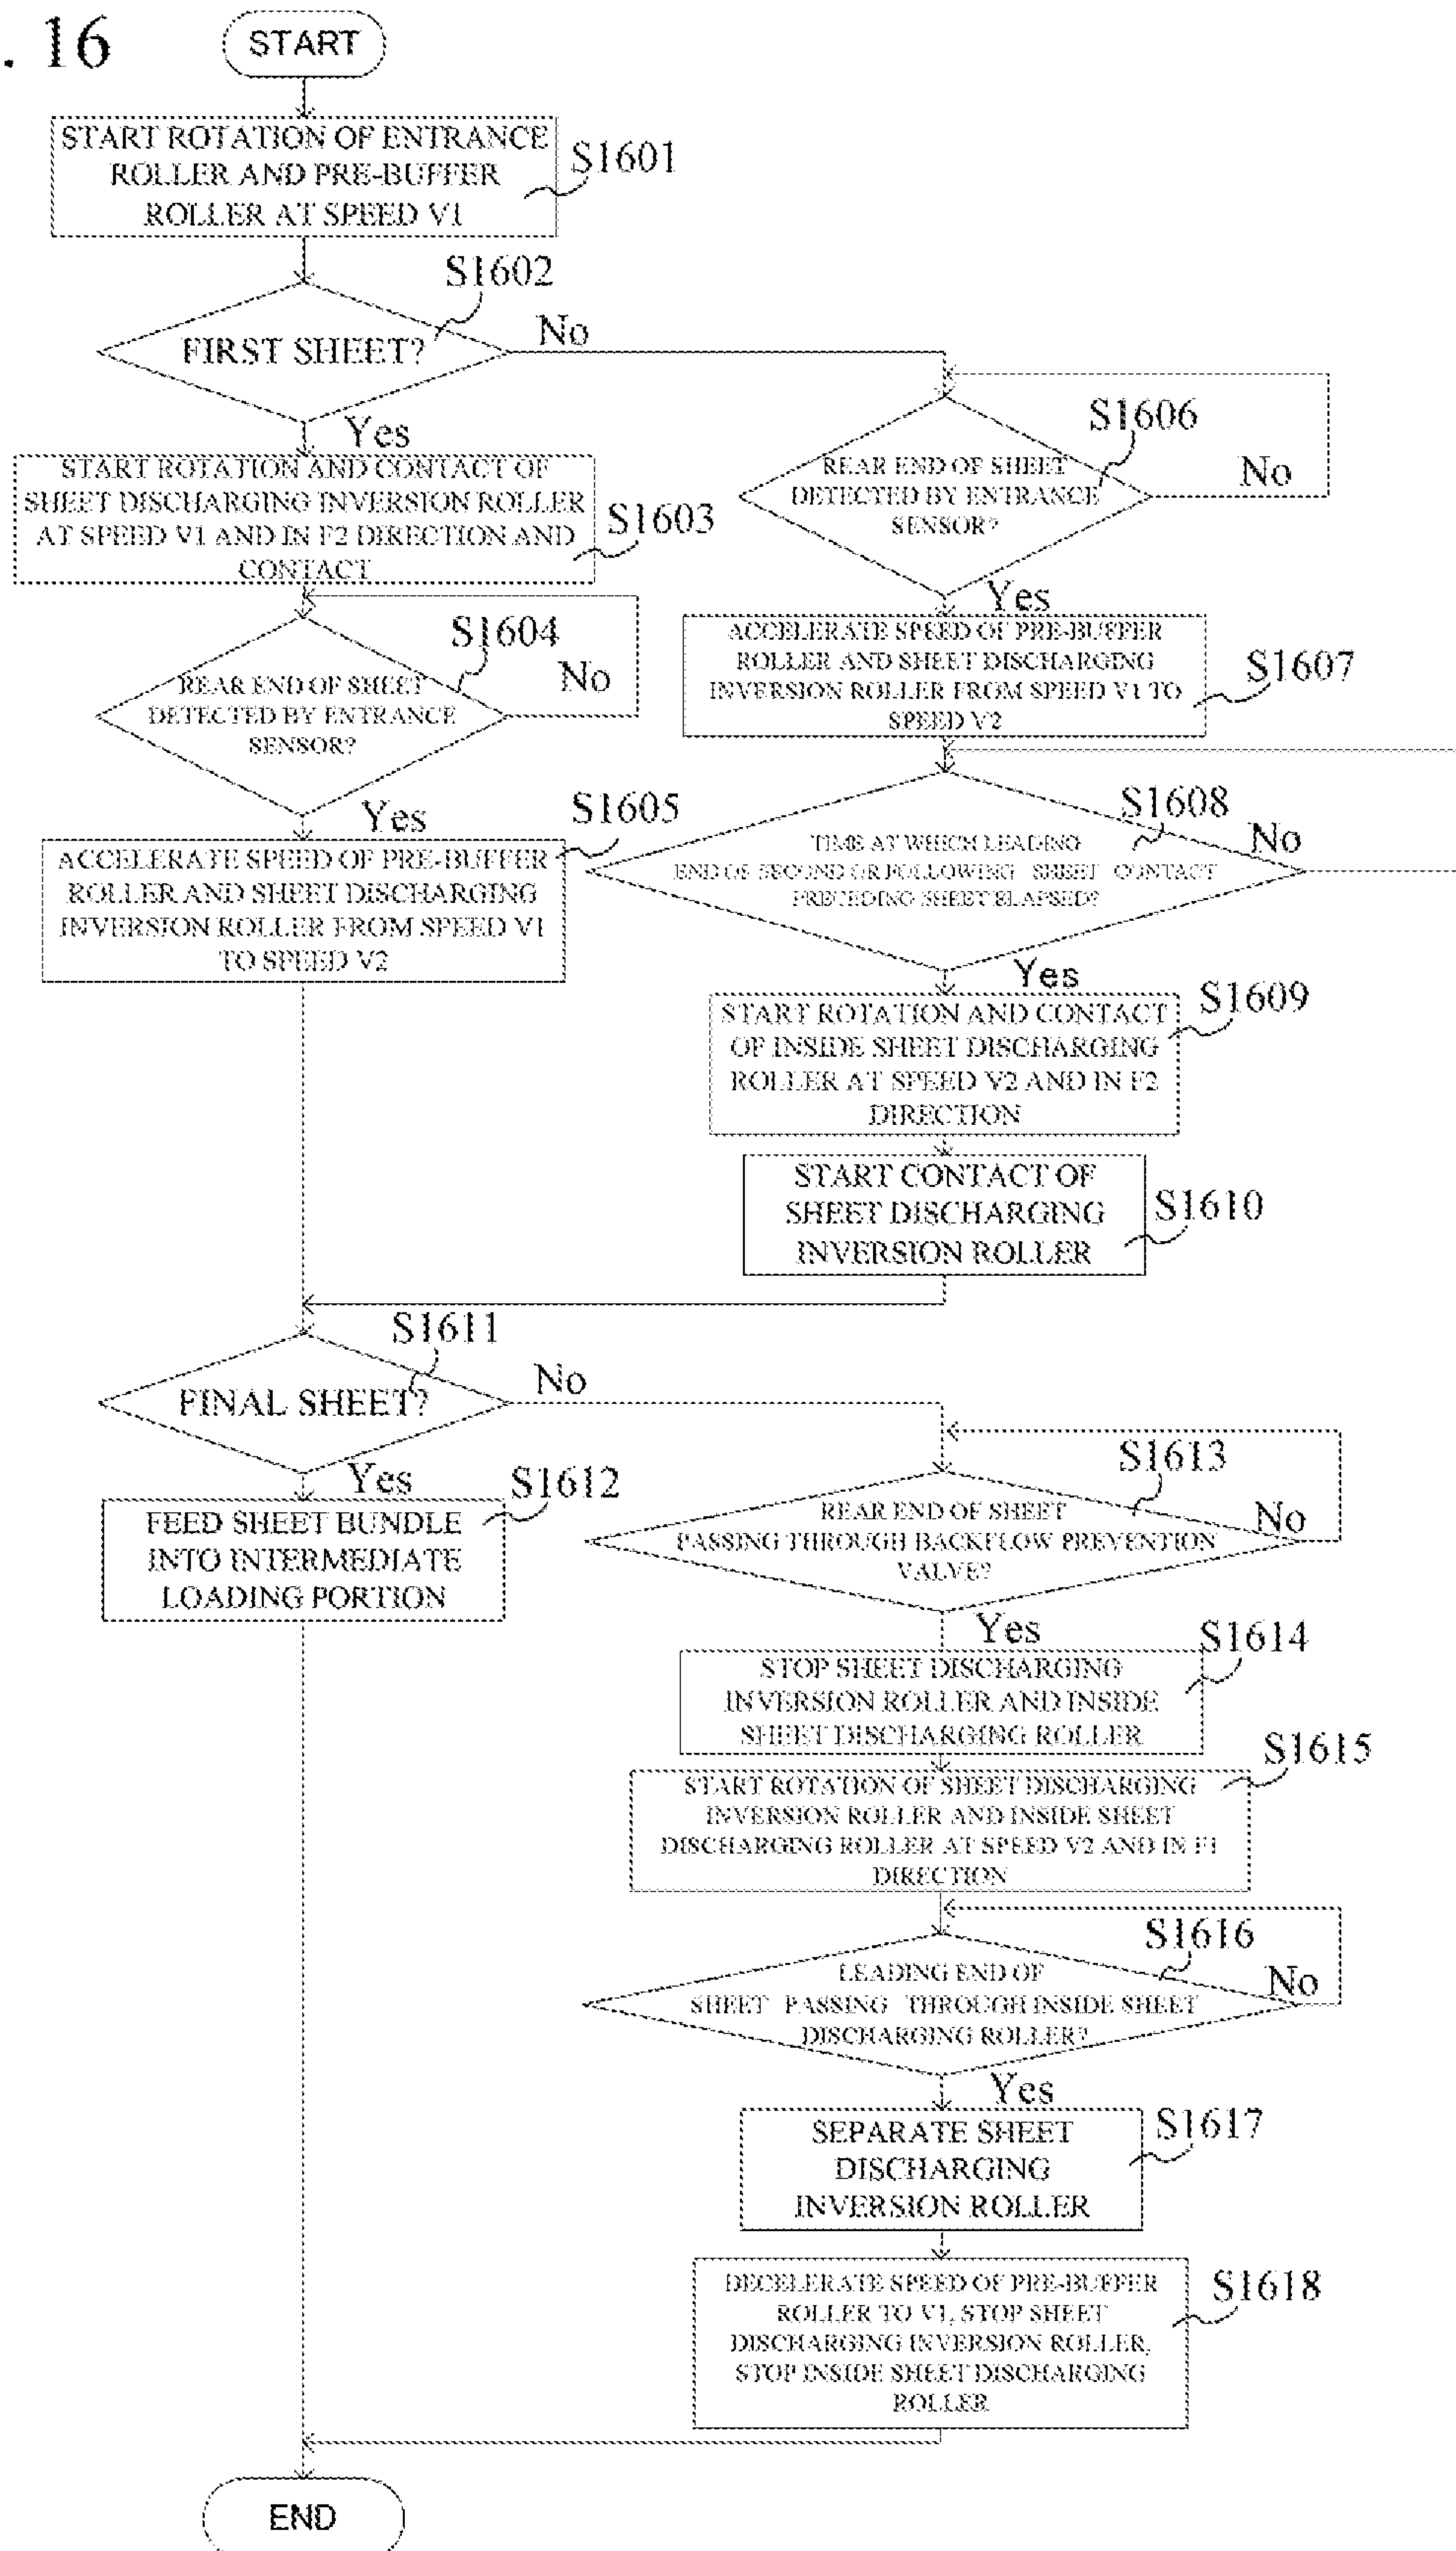 . 16
START
START ROTATION OF ENTRANCE
ROLLER AND PRE-BUFFER
ROLLER AT SPEED V1
S1601
S1602
FIRST SHEET?
No
Yes
START ROTATION AND CONTACT OF
SHEET DISCHARGING INVERSION ROLLER
AT SPEED V1 AND IN F2 DIRECTION AND
CONTACT
S1603
S1604
REAR END OF SHEET
DETECTED BY ENTRANCE
SENSOR?
No
Yes
S1605
ACCELERATE SPEED OF PRE-BUFFER
ROLLER AND SHEET DISCHARGING
INVERSION ROLLER FROM SPEED V1
TO SPEED V2
S1606
REAR END OF SHEET
DETECTED BY ENTRANCE
SENSOR?
No
Yes
ACCELERATE SPEED OF PRE-BUFFER
ROLLER AND SHEET DISCHARGING
INVERSION ROLLER FROM SPEED V1 TO
SPEED V2
S1607
S1608
TIME AT WHICH LEADING
END OF SECOND OR FOLLOWING SHEET CONTACT
PRECEDING SHEET ELAPSED?
No
Yes
START ROTATION AND CONTACT
OF INSIDE SHEET DISCHARGING
ROLLER AT SPEED V2 AND IN F2
DIRECTION
S1609
START CONTACT OF
SHEET DISCHARGING
INVERSION ROLLER
S1610
S1611
FINAL SHEET?
No
Yes
FEED SHEET BUNDLE
INTO INTERMEDIATE
LOADING PORTION
S1612
S1613
REAR END OF SHEET
PASSING THROUGH BACKFLOW PREVENTION
VALVE?
No
Yes
STOP SHEET DISCHARGING
INVERSION ROLLER AND INSIDE
SHEET DISCHARGING ROLLER
S1614
START ROTATION OF SHEET DISCHARGING
INVERSION ROLLER AND INSIDE SHEET
DISCHARGING ROLLER AT SPEED V2 AND IN F1
DIRECTION
S1615
S1616
LEADING END OF
SHEET PASSING THROUGH INSIDE SHEET
DISCHARGING ROLLER?
No
Yes
SEPARATE SHEET
DISCHARGING
INVERSION ROLLER
S1617
DECELERATE SPEED OF PRE-BUFFER
ROLLER TO V1, STOP SHEET
DISCHARGING INVERSION ROLLER,
STOP INSIDE SHEET DISCHARGING
ROLLER
S1618
END